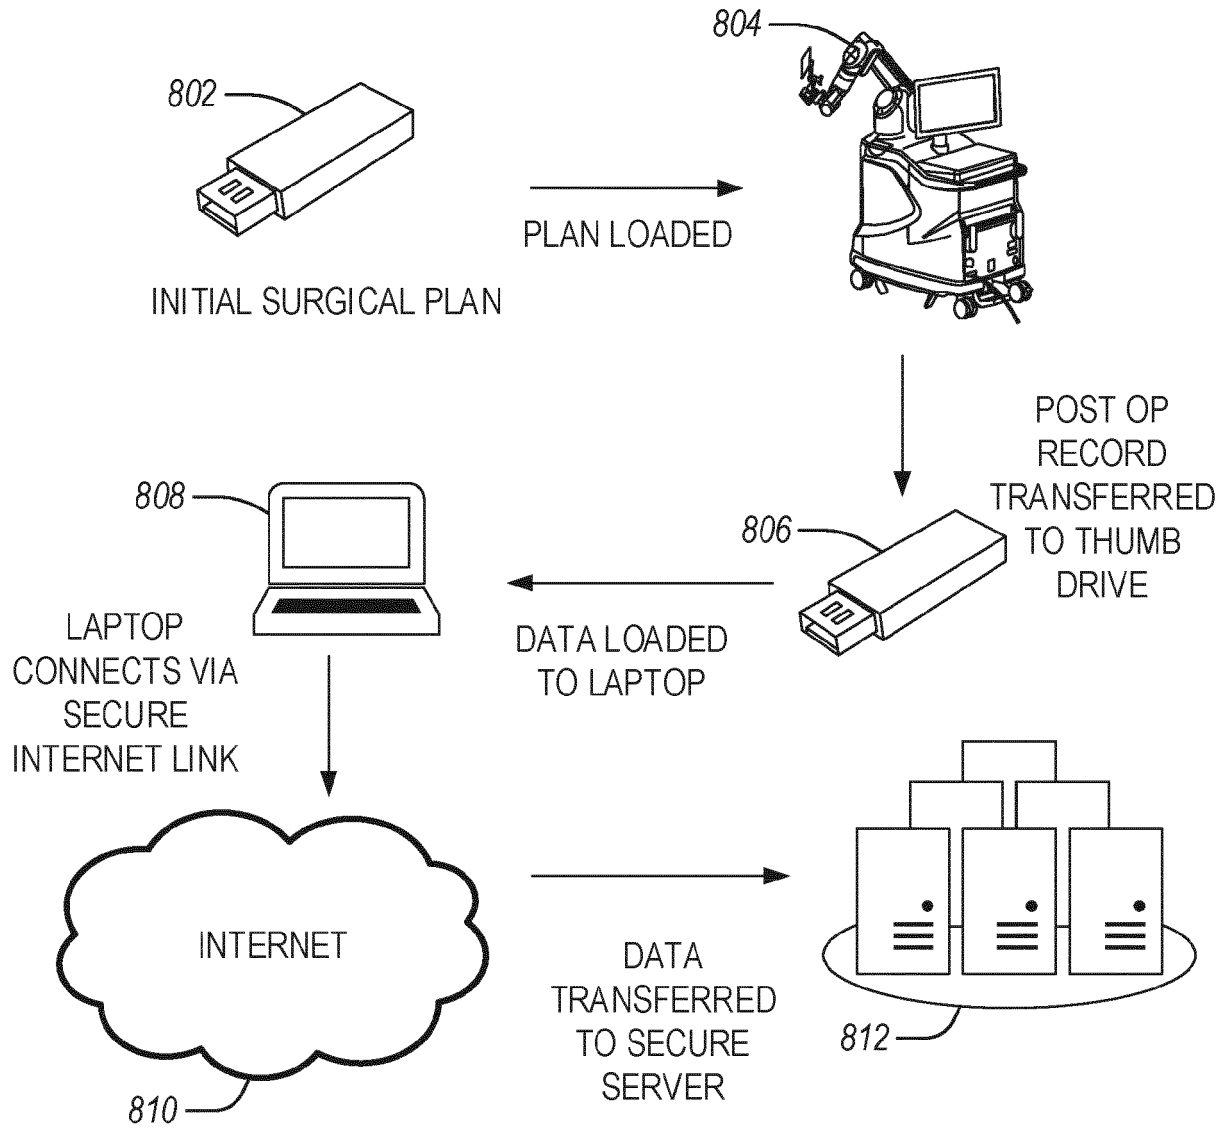 802
INITIAL SURGICAL PLAN
PLAN LOADED
804
POST OP
RECORD
TRANSFERRED
TO THUMB
DRIVE
806
DATA LOADED
TO LAPTOP
808
LAPTOP
CONNECTS VIA
SECURE
INTERNET LINK
INTERNET
810
DATA
TRANSFERRED
TO SECURE
SERVER
812